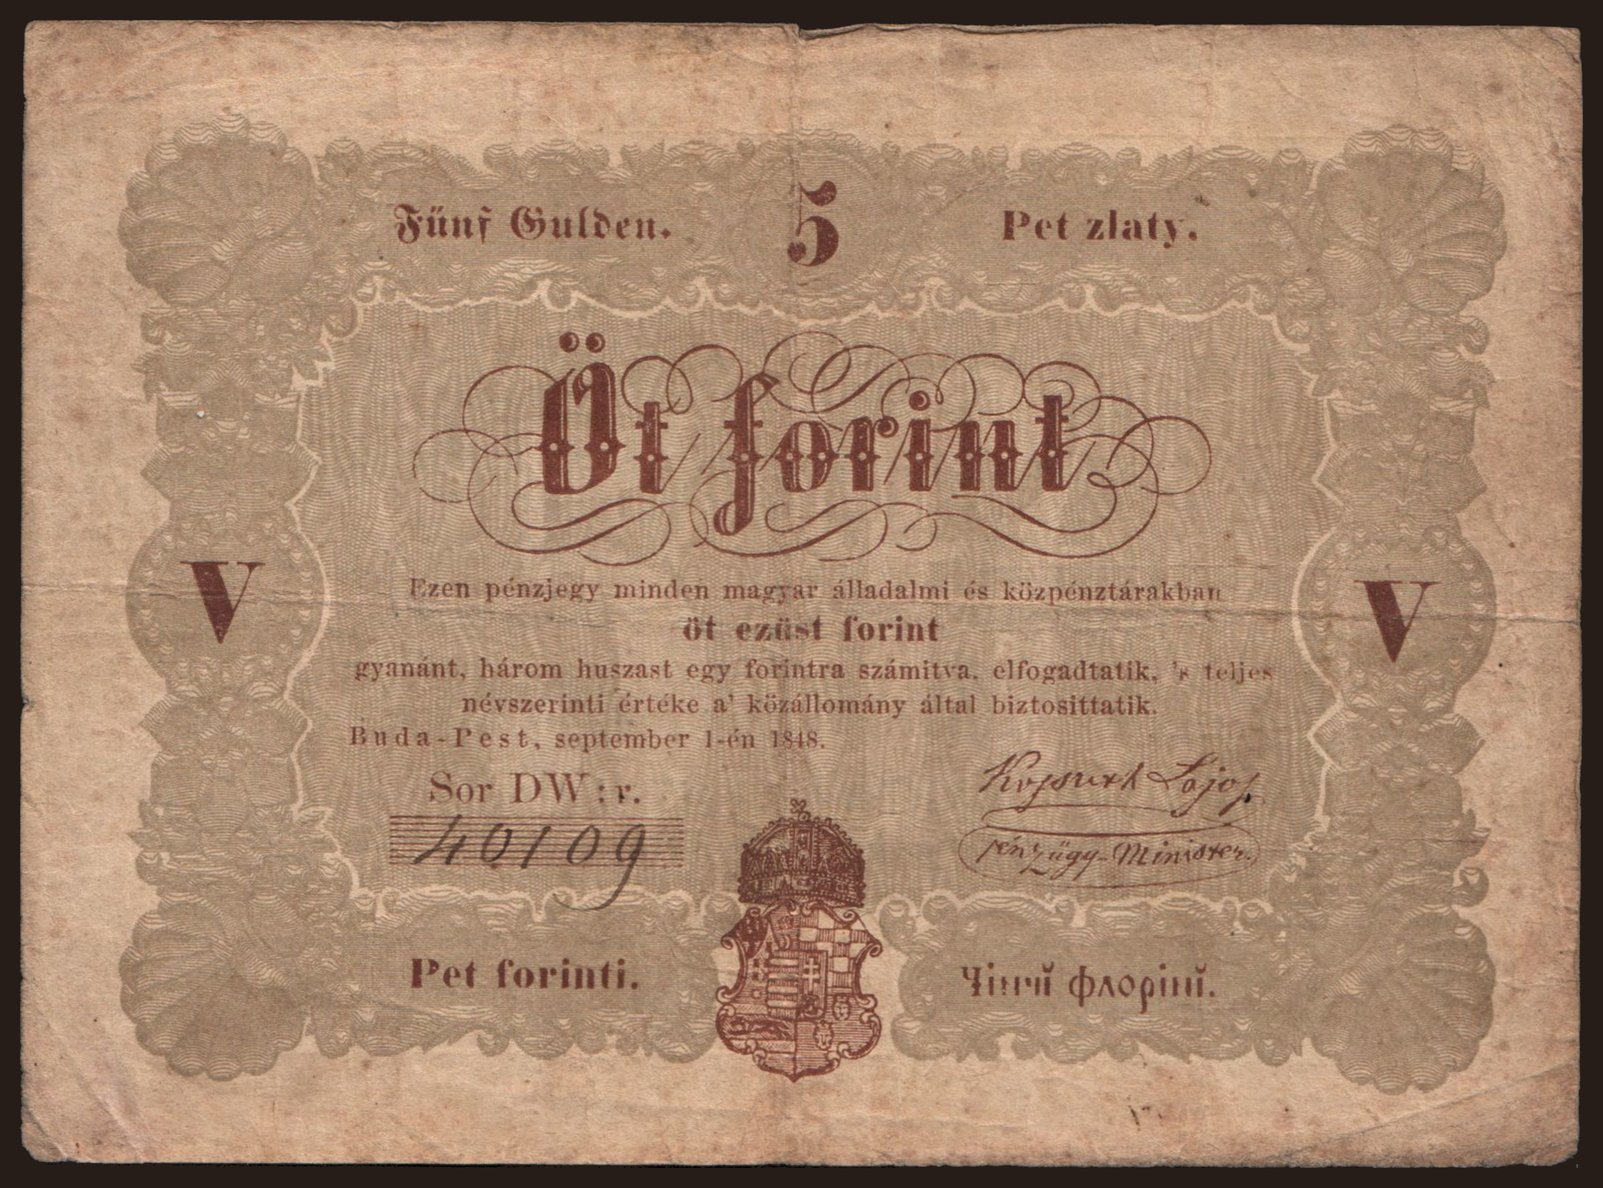 Fünf Gulden. 5 Pet zlaty.
Öt forint
V V
Ezen pénzjegy minden magyar álladalmi és közpénztárakban
öt ezüst forint
gyanánt, három huszast egy forintra számitva, elfogadtatik, 's teljes
névszerinti értéke a' közállomány által biztosittatik.
Buda-Pest, september 1-én 1848.
Sor DW:r.
40109
Kossuth Lajos
pénzügy-Minister.
Pet forinti. Чінчй флоріні̆.